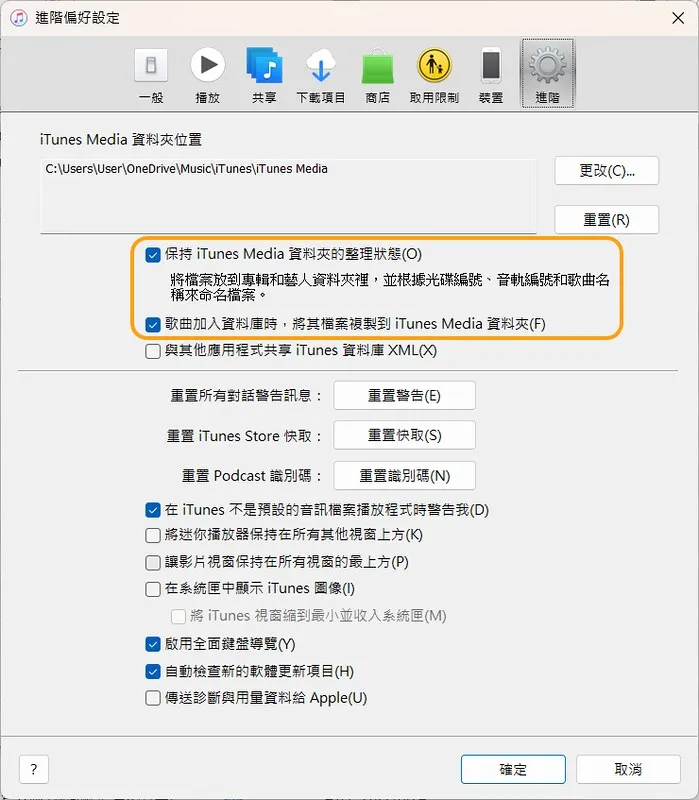 進階偏好設定
一般
播放
共享
下載項目
商店
取用限制
裝置
進階
iTunes Media 資料夾位置
C:\Users\User\OneDrive\Music\iTunes\iTunes Media
更改(C)...
重置(R)
保持 iTunes Media 資料夾的整理狀態(O)
將檔案放到專輯和藝人資料夾裡，並根據光碟編號、音軌編號和歌曲名
稱來命名檔案。
歌曲加入資料庫時，將其檔案複製到 iTunes Media 資料夾(F)
與其他應用程式共享 iTunes 資料庫 XML(X)
重置所有對話警告訊息：
重置警告(E)
重置 iTunes Store 快取：
重置快取(S)
重置 Podcast 識別碼：
重置識別碼(N)
在 iTunes 不是預設的音訊檔案播放程式時警告我(D)
將迷你播放器保持在所有其他視窗上方(K)
讓影片視窗保持在所有視窗的最上方(P)
在系統匣中顯示 iTunes 圖像(I)
將 iTunes 視窗縮到最小並收入系統匣(M)
啟用全面鍵盤導覽(Y)
自動檢查新的軟體更新項目(H)
傳送診斷與用量資料給 Apple(U)
?
確定
取消